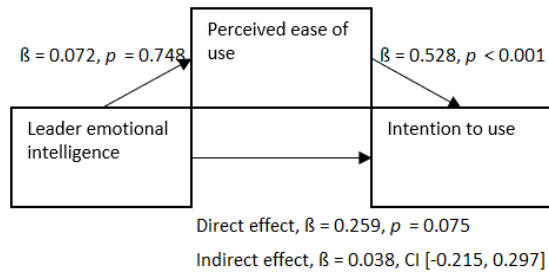 Perceived ease of
use
ß = 0.072, p = 0.748
ß = 0.528, p < 0.001
Leader emotional
intelligence
Intention to use
Direct effect, ß = 0.259, p = 0.075
Indirect effect, ß = 0.038, CI [-0.215, 0.297]